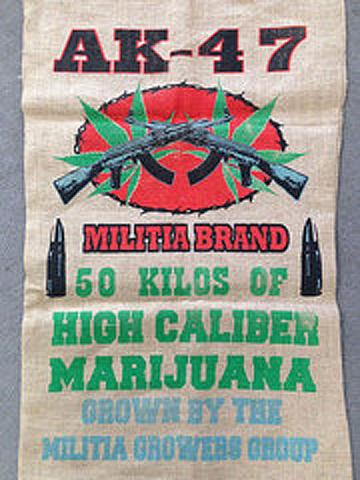 AK-47
MILITIA BRAND
50 KILOS OF
HIGH CALIBER
MARIJUANA
GROWN BY THE
MILITIA GROWERS GROUP